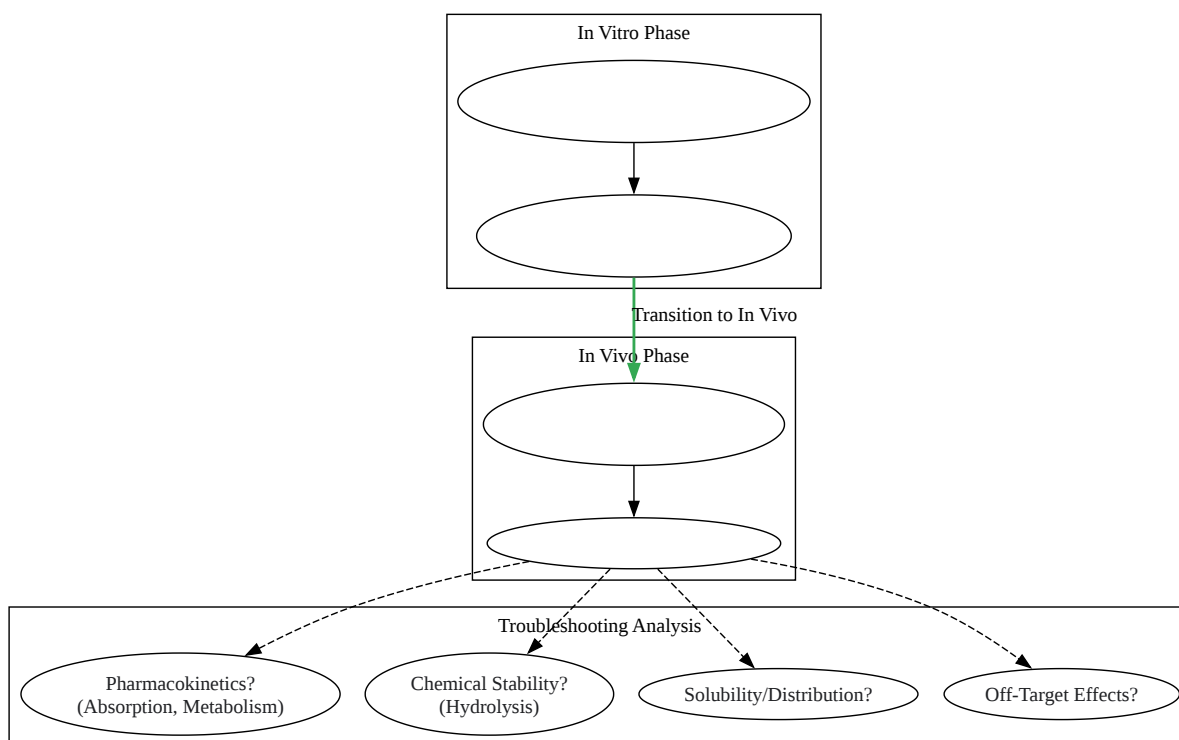 In Vitro Phase
Transition to In Vivo
In Vivo Phase
Troubleshooting Analysis
Pharmacokinetics?
(Absorption, Metabolism)
Chemical Stability?
(Hydrolysis)
Solubility/Distribution?
Off-Target Effects?